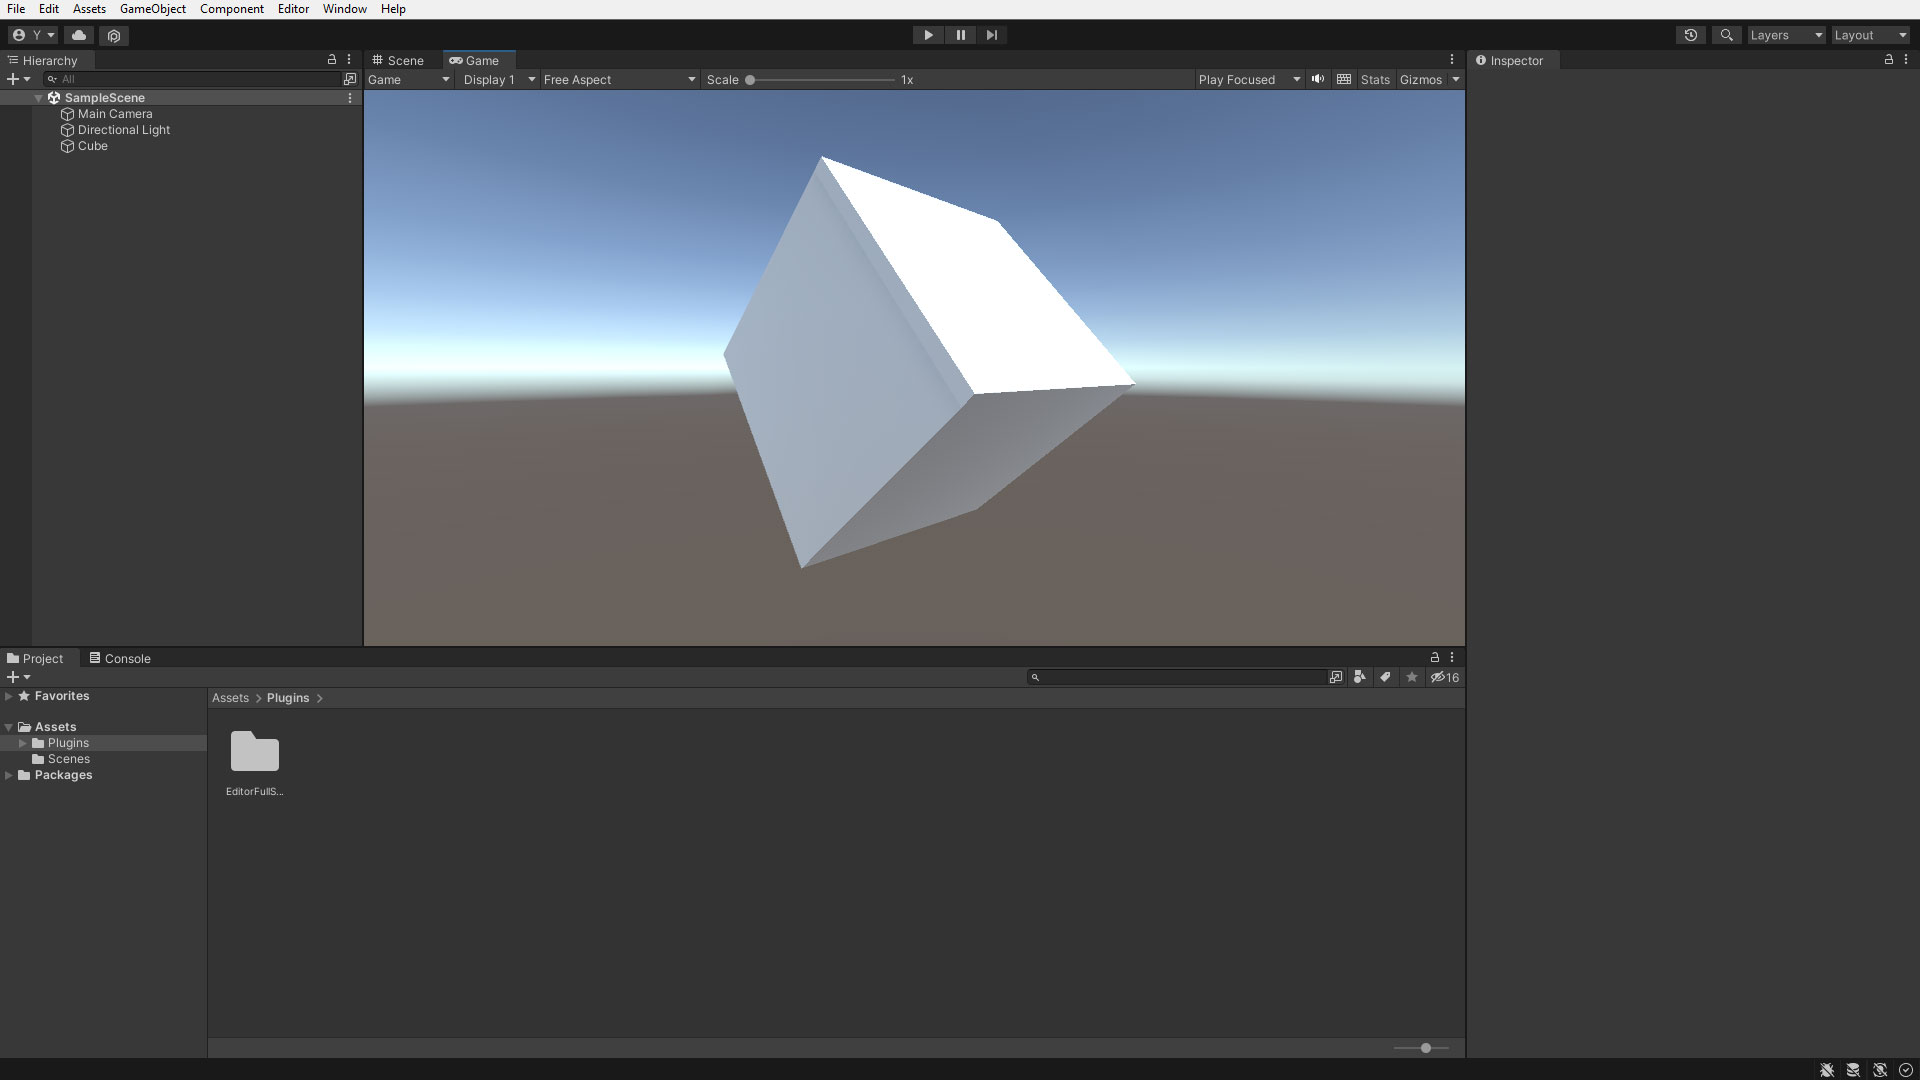 File Edit Assets GameObject Component Editor Window Help
Y Layers Layout
Hierarchy
All
SampleScene
Main Camera
Directional Light
Cube
Scene Game
Game Display 1 Free Aspect Scale 1x Play Focused Stats Gizmos
Inspector
Project Console
16
Favorites
Assets
Plugins
Scenes
Packages
Assets > Plugins >
EditorFullS...